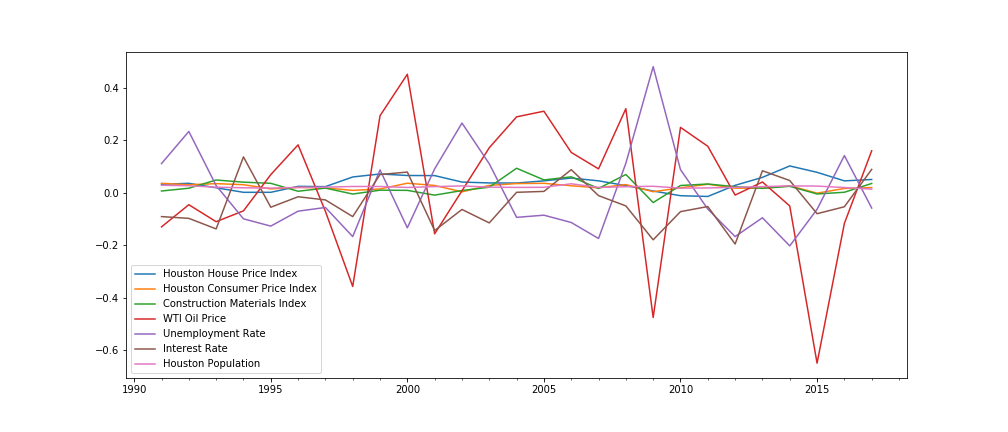 0.4
0.2
0.0
−0.2
−0.4
−0.6
Houston House Price Index
Houston Consumer Price Index
Construction Materials Index
WTI Oil Price
Unemployment Rate
Interest Rate
Houston Population
1990 1995 2000 2005 2010 2015